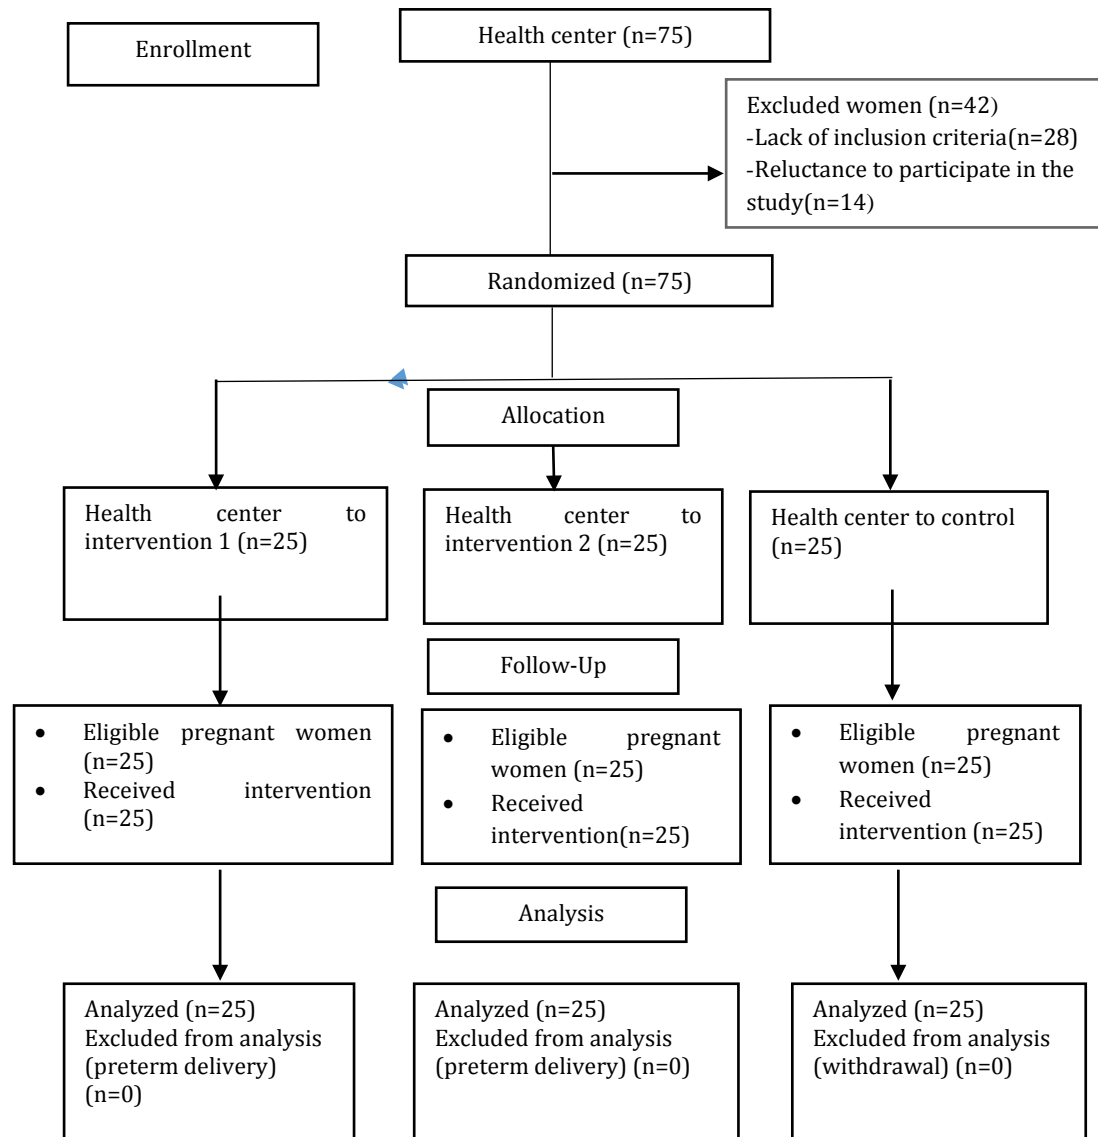 Enrollment
Health center (n=75)
Excluded women (n=42)
-Lack of inclusion criteria(n=28)
-Reluctance to participate in the
study(n=14)
Randomized (n=75)
Allocation
Health center to
intervention 1 (n=25)
Health center to
intervention 2 (n=25)
Health center to control
(n=25)
Follow-Up
• Eligible pregnant women
(n=25)
• Received intervention
(n=25)
• Eligible pregnant
women (n=25)
• Received
intervention(n=25)
• Eligible pregnant
women (n=25)
• Received
intervention (n=25)
Analysis
Analyzed (n=25)
Excluded from analysis
(preterm delivery)
(n=0)
Analyzed (n=25)
Excluded from analysis
(preterm delivery) (n=0)
Analyzed (n=25)
Excluded from analysis
(withdrawal) (n=0)